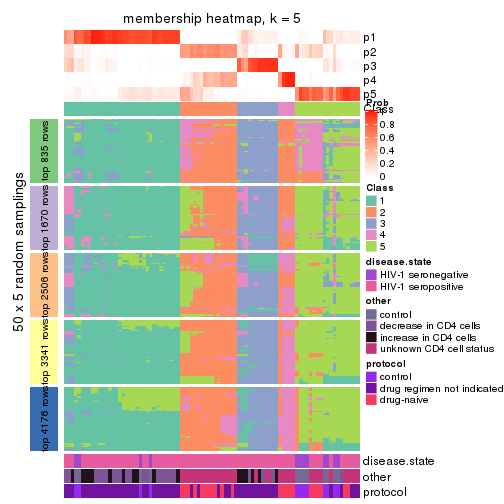 membership heatmap, k = 5
p1
p2
p3
p4
p5
Class
Prob
1
0.8
0.6
0.4
0.2
0
Class
1
2
3
4
5
disease.state
HIV-1 seronegative
HIV-1 seropositive
other
control
decrease in CD4 cells
increase in CD4 cells
unknown CD4 cell status
protocol
control
drug regimen not indicated
drug-naive
50 x 5 random samplings
top 835 rows
top 1670 rows
top 2506 rows
top 3341 rows
top 4176 rows
disease.state
other
protocol